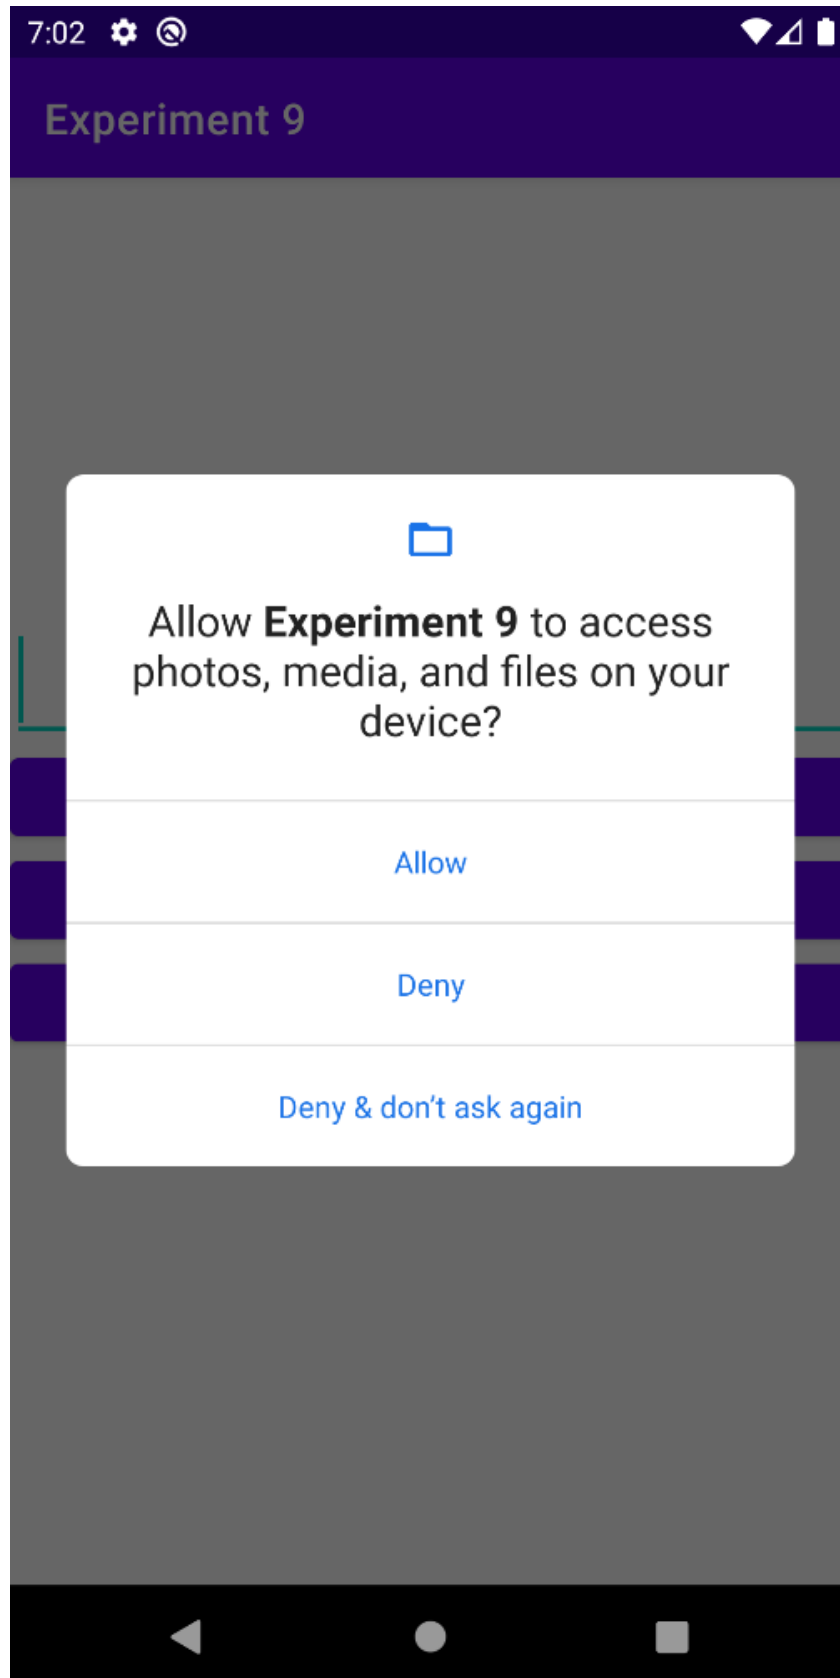 7:02
Experiment 9
Allow Experiment 9 to access
photos, media, and files on your
device?
Allow
Deny
Deny & don’t ask again